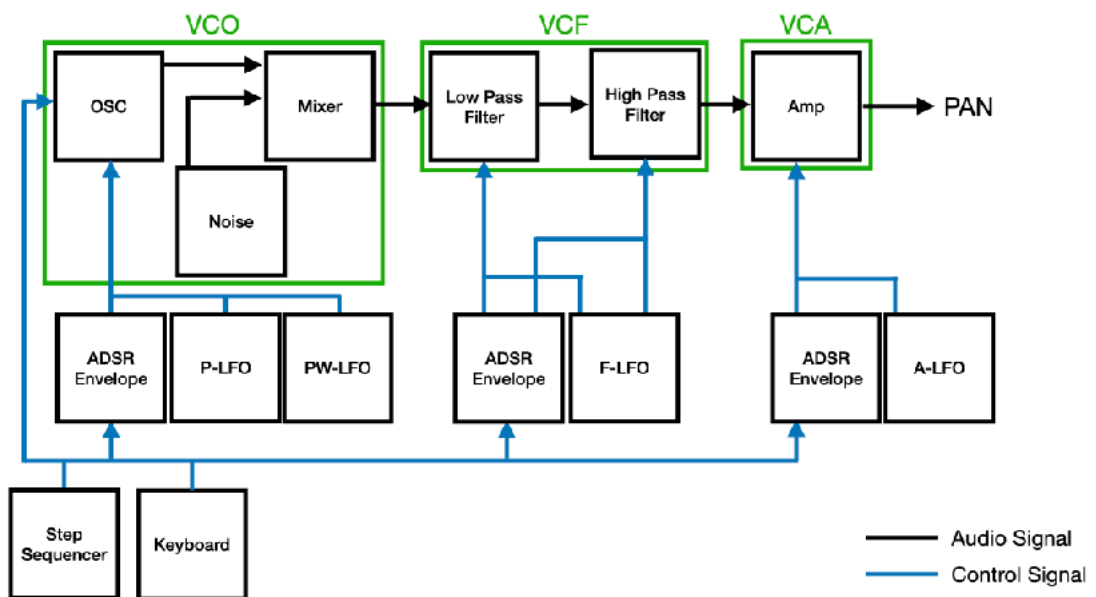 VCO
VCF
VCA
OSC
Mixer
Noise
Low Pass
Filter
High Pass
Filter
Amp
PAN
ADSR
Envelope
P-LFO
PW-LFO
ADSR
Envelope
F-LFO
ADSR
Envelope
A-LFO
Step
Sequencer
Keyboard
Audio Signal
Control Signal